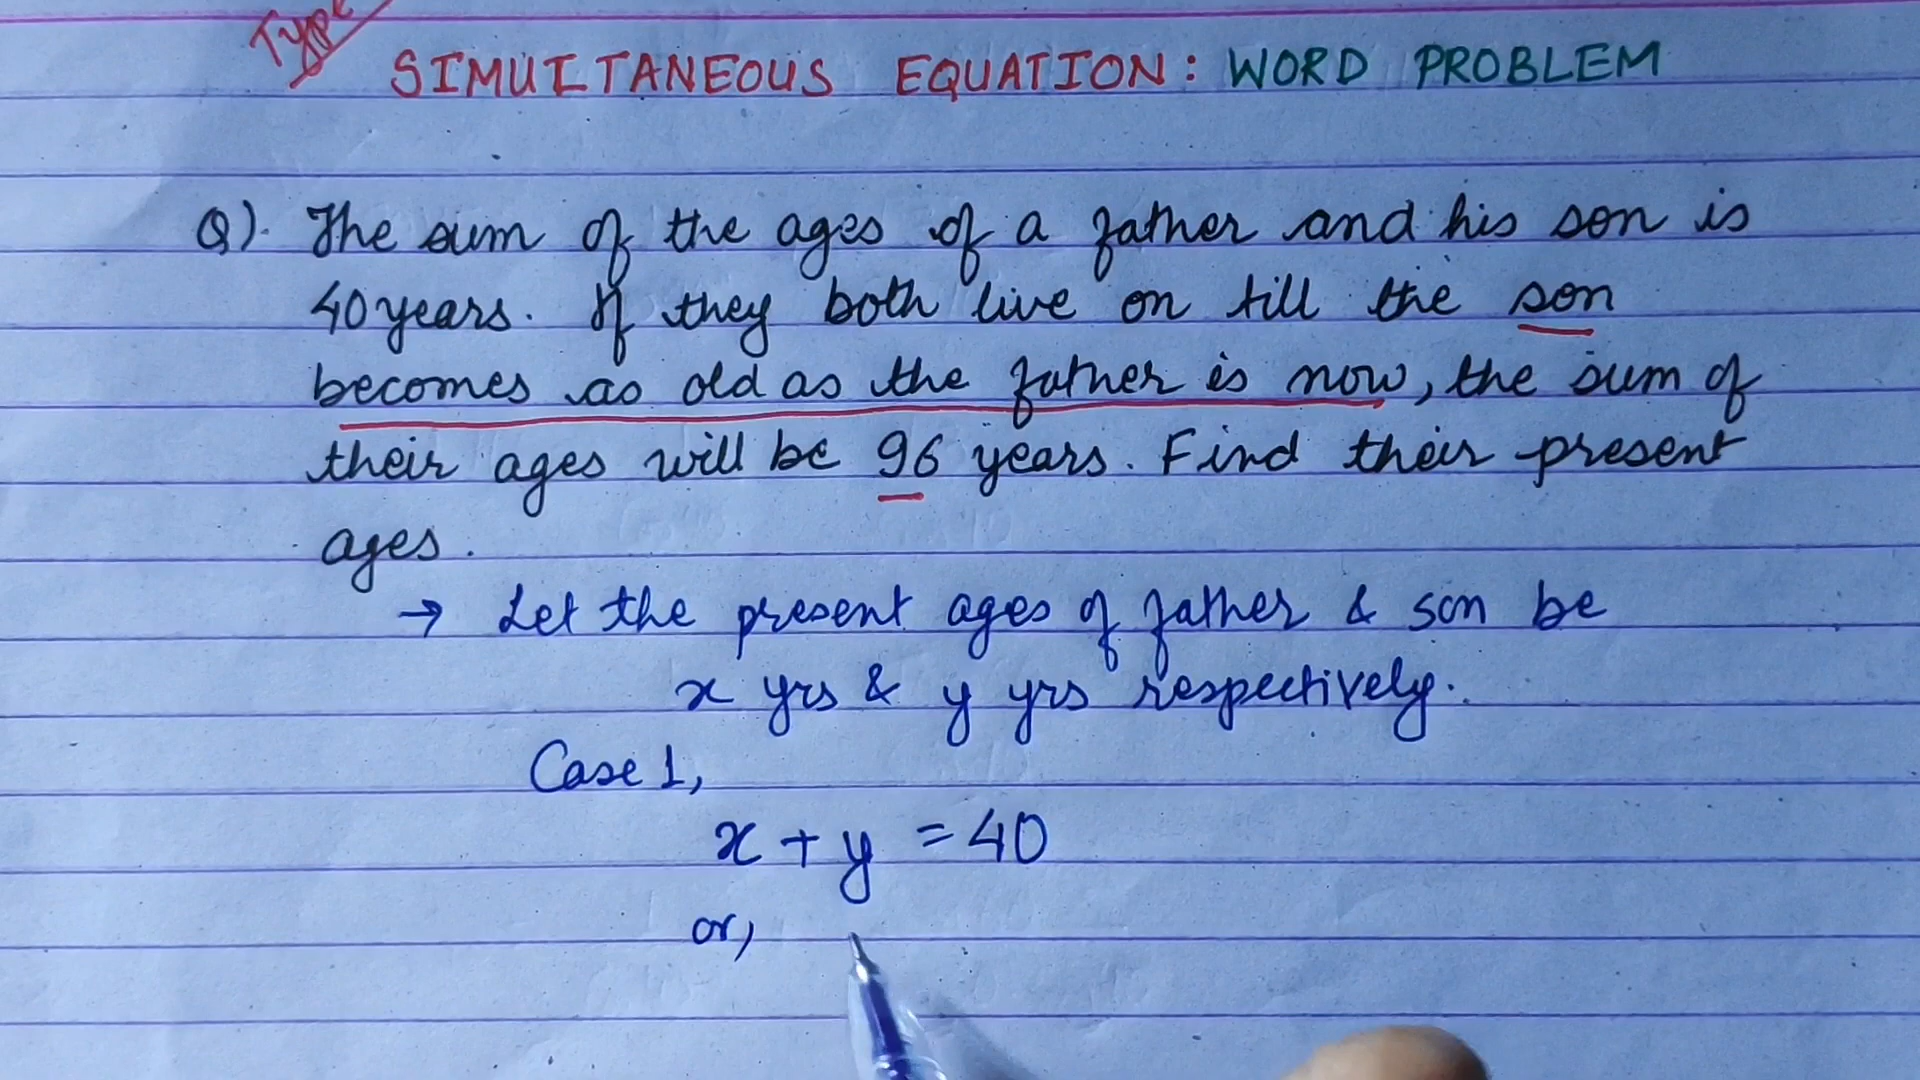 Type
SIMULTANEOUS EQUATION: WORD PROBLEM
Q). The sum of the ages of a father and his son is
40 years. If they both live on till the son
becomes as old as the father is now, the sum of
their ages will be 96 years. Find their present
ages.
→ Let the present ages of father & son be
x yrs & y yrs respectively.
Case 1,
x + y = 40
or,